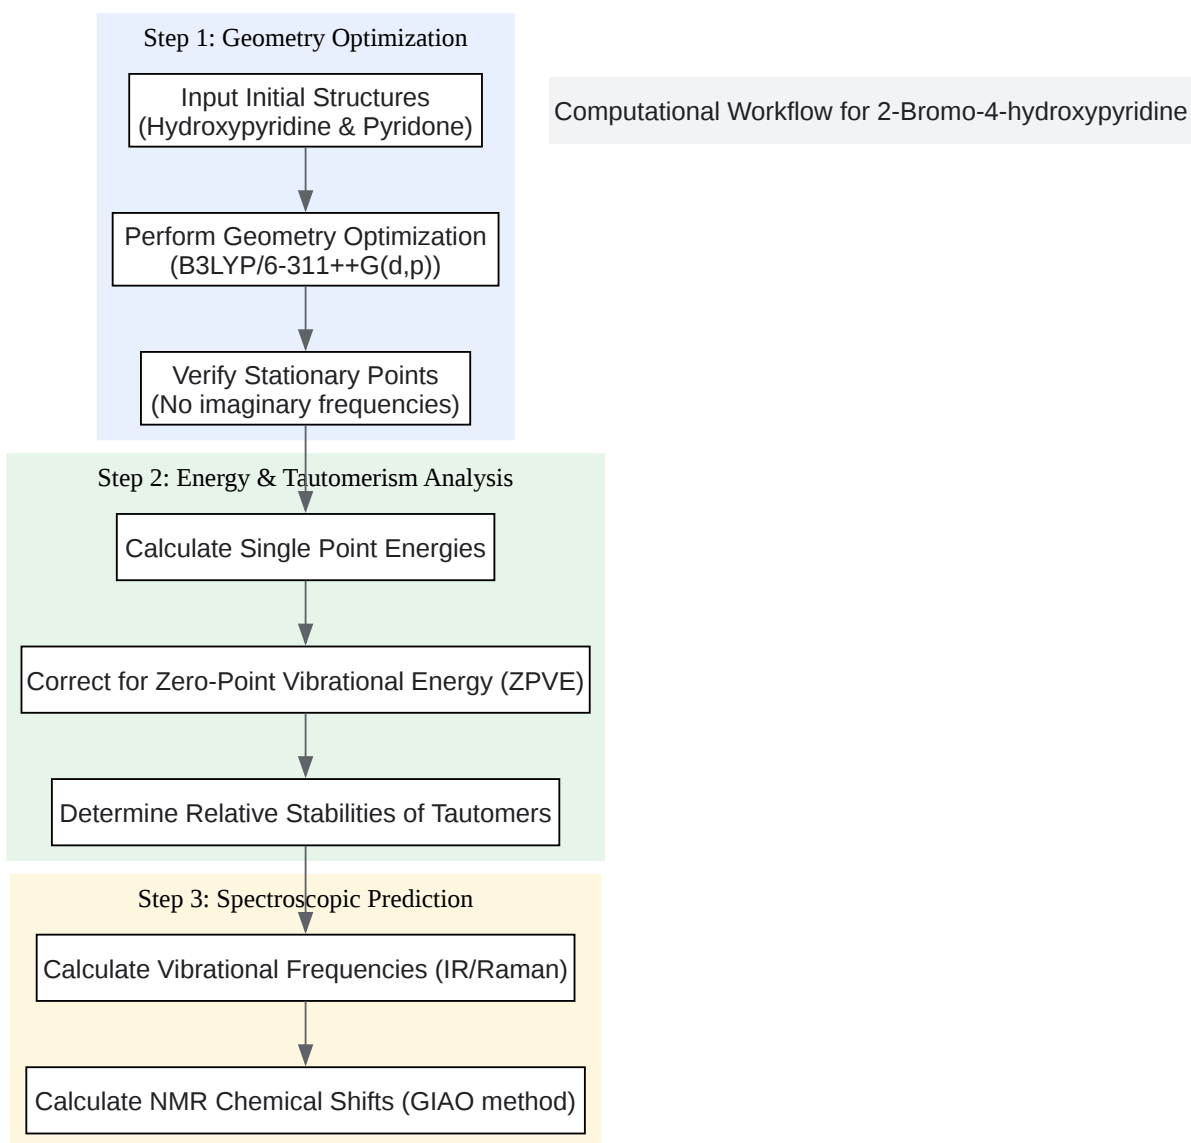 Step 1: Geometry Optimization
Input Initial Structures
(Hydroxypyridine & Pyridone)
Computational Workflow for 2-Bromo-4-hydroxypyridine
Perform Geometry Optimization
(B3LYP/6-311++G(d,p))
Verify Stationary Points
(No imaginary frequencies)
Step 2: Energy & Tautomerism Analysis
Calculate Single Point Energies
Correct for Zero-Point Vibrational Energy (ZPVE)
Determine Relative Stabilities of Tautomers
Step 3: Spectroscopic Prediction
Calculate Vibrational Frequencies (IR/Raman)
Calculate NMR Chemical Shifts (GIAO method)